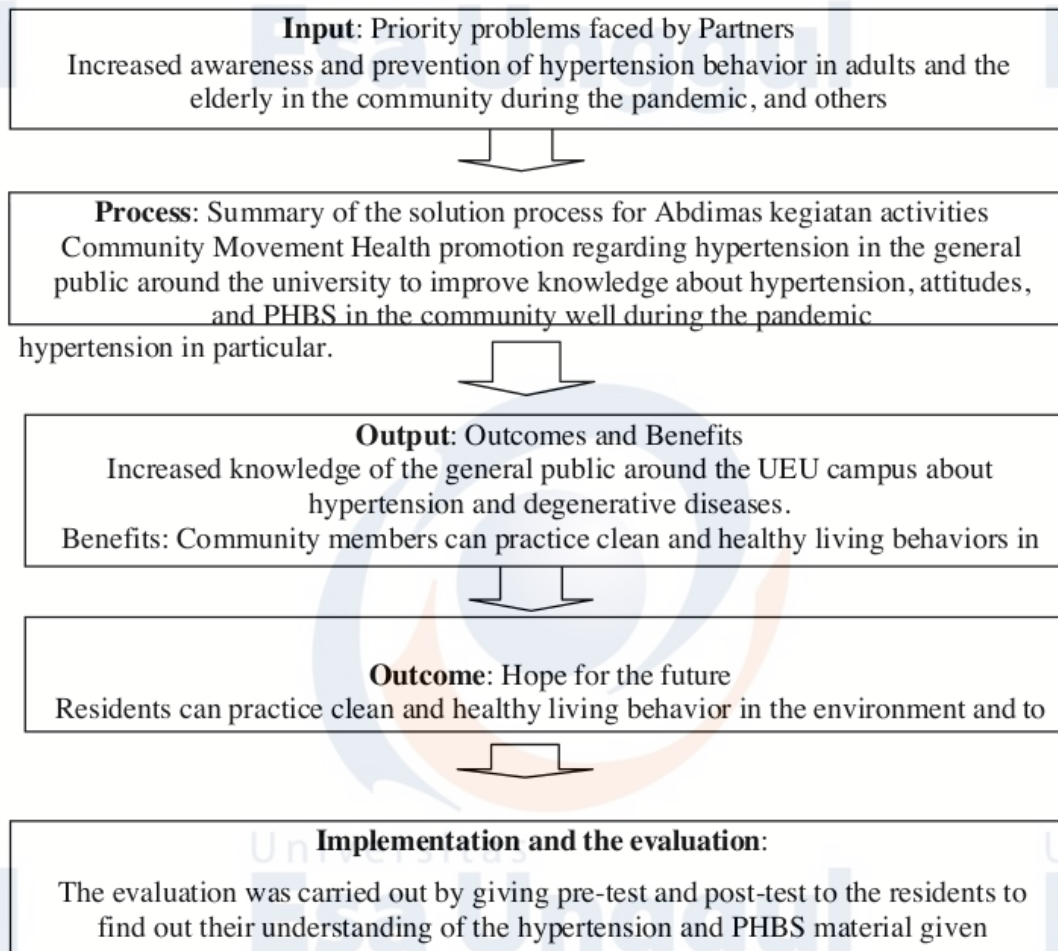 Input: Priority problems faced by Partners
Increased awareness and prevention of hypertension behavior in adults and the
elderly in the community during the pandemic, and others
Process: Summary of the solution process for Abdimas kegiatan activities
Community Movement Health promotion regarding hypertension in the general
public around the university to improve knowledge about hypertension, attitudes,
and PHBS in the community well during the pandemic
hypertension in particular.
Output: Outcomes and Benefits
Increased knowledge of the general public around the UEU campus about
hypertension and degenerative diseases.
Benefits: Community members can practice clean and healthy living behaviors in
Outcome: Hope for the future
Residents can practice clean and healthy living behavior in the environment and to
Universitas
Implementation and the evaluation:
Esa Unggul
The evaluation was carried out by giving pre-test and post-test to the residents to
find out their understanding of the hypertension and PHBS material given